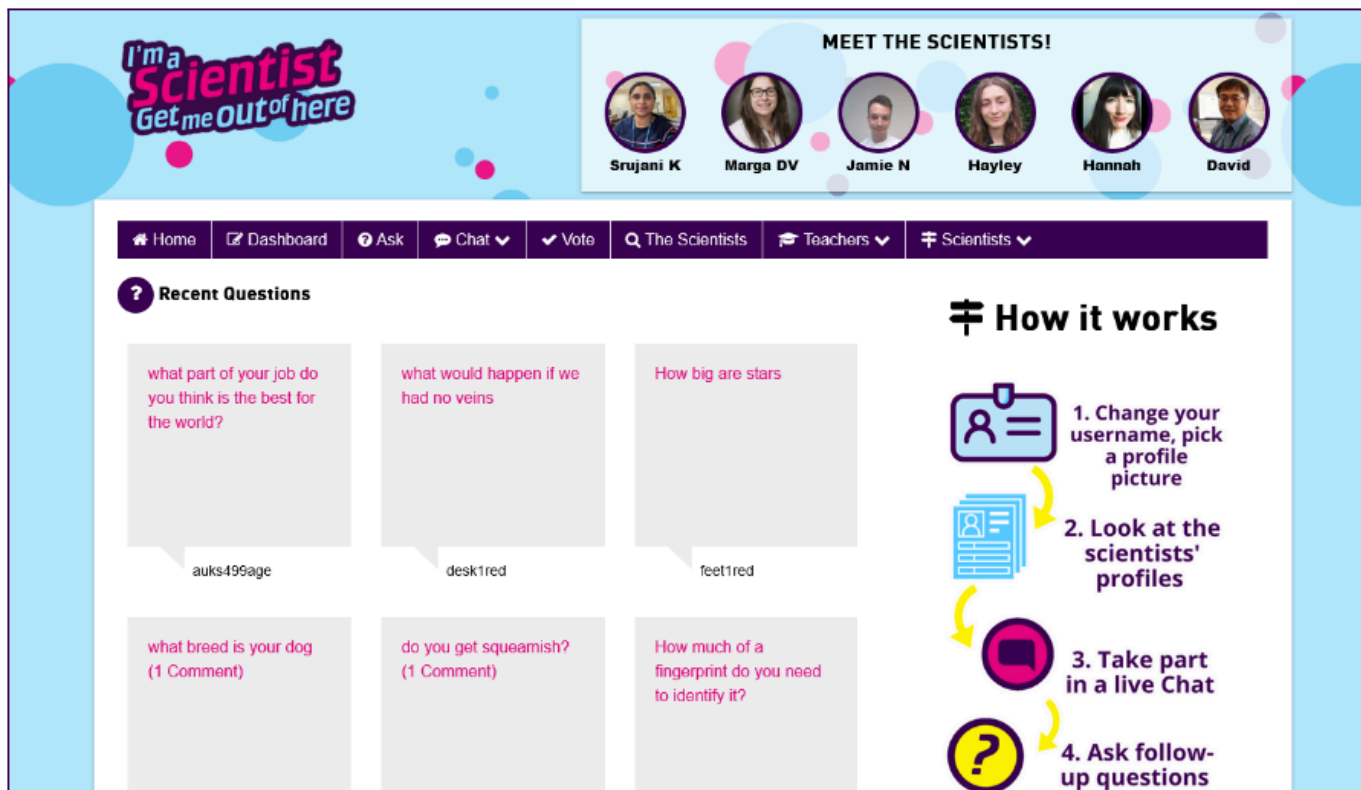 I'm a
Scientist
Get me out of here
MEET THE SCIENTISTS!
Srujani K
Marga DV
Jamie N
Hayley
Hannah
David
Home
Dashboard
Ask
Chat
Vote
The Scientists
Teachers
Scientists
Recent Questions
what part of your job do
you think is the best for
the world?
auks499age
what would happen if we
had no veins
desk1red
How big are stars
feet1red
what breed is your dog
(1 Comment)
do you get squeamish?
(1 Comment)
How much of a
fingerprint do you need
to identify it?
How it works
1. Change your
username, pick
a profile
picture
2. Look at the
scientists'
profiles
3. Take part
in a live Chat
4. Ask follow-
up questions